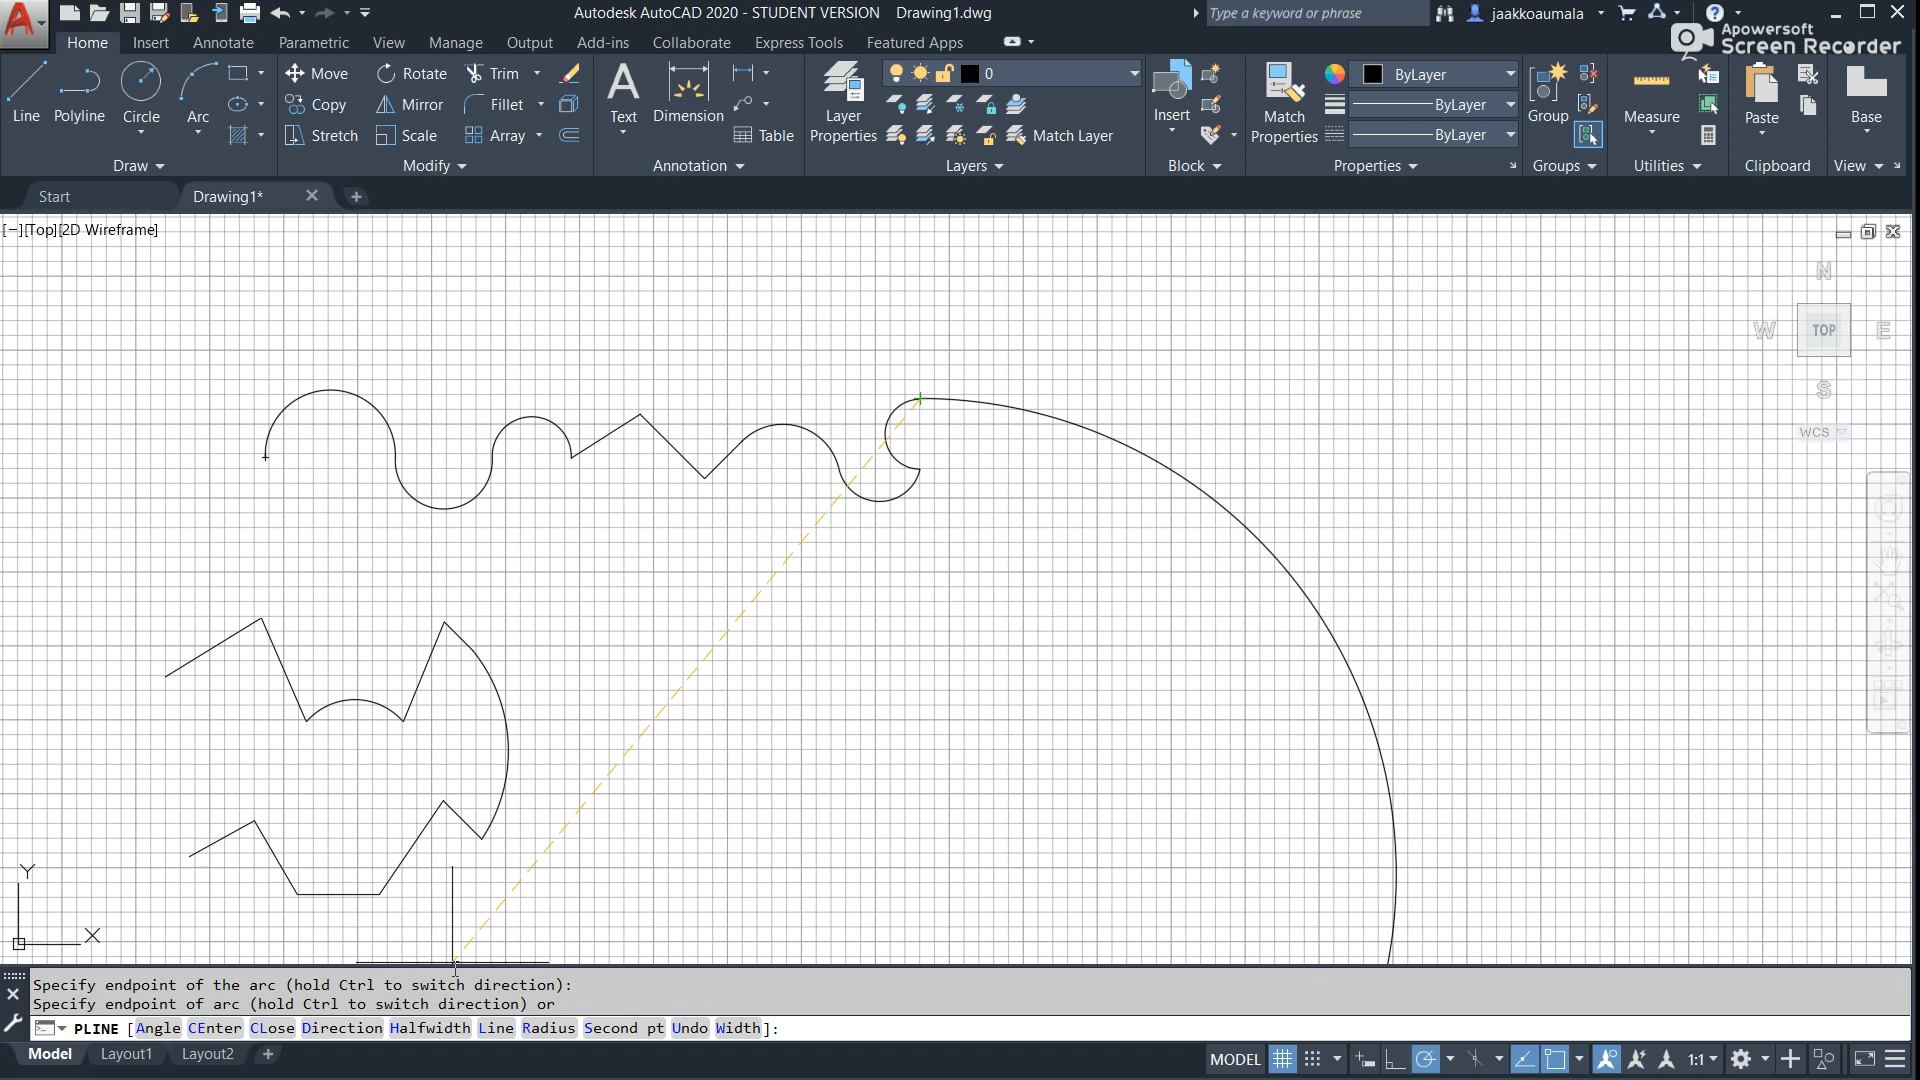 Autodesk AutoCAD 2020 - STUDENT VERSION Drawing1.dwg
Type a keyword or phrase
jaakkoaumala
Apowersoft
Screen Recorder
Home Insert Annotate Parametric View Manage Output Add-ins Collaborate Express Tools Featured Apps
Line Polyline Circle Arc
Move Rotate Trim
Copy Mirror Fillet
Stretch Scale Array
Text Dimension Table
Layer
Properties
0
Match Layer
Insert
Match
Properties
ByLayer
ByLayer
ByLayer
Group
Measure
Paste
Base
Draw Modify Annotation Layers Block Properties Groups Utilities Clipboard View
Start Drawing1*
[−][Top][2D Wireframe]
N
W TOP E
S
WCS
Y
X
Specify endpoint of the arc (hold Ctrl to switch direction):
Specify endpoint of arc (hold Ctrl to switch direction) or
PLINE [Angle CEnter CLose Direction Halfwidth Line Radius Second pt Undo Width]:
Model Layout1 Layout2
MODEL 1:1